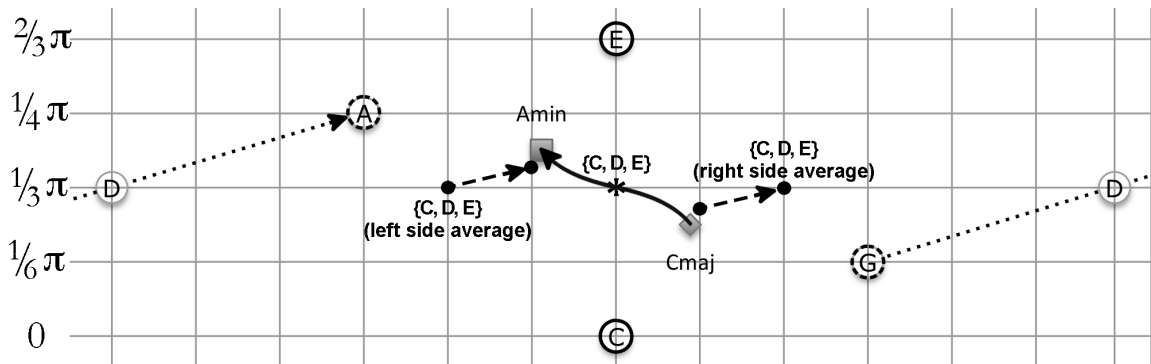 ⅔ π
E
¼ π
A
Amin
{C, D, E}
{C, D, E}
(right side average)
⅓ π
D
D
{C, D, E}
(left side average)
Cmaj
⅙ π
G
0
C